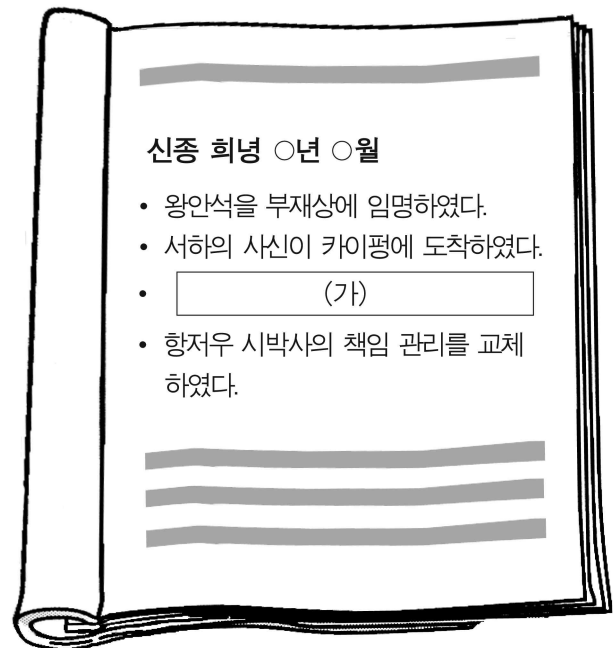 신종 희녕 ○년 ○월
• 왕안석을 부재상에 임명하였다.
• 서하의 사신이 카이펑에 도착하였다.
• (가)
• 항저우 시박사의 책임 관리를 교체
하였다.